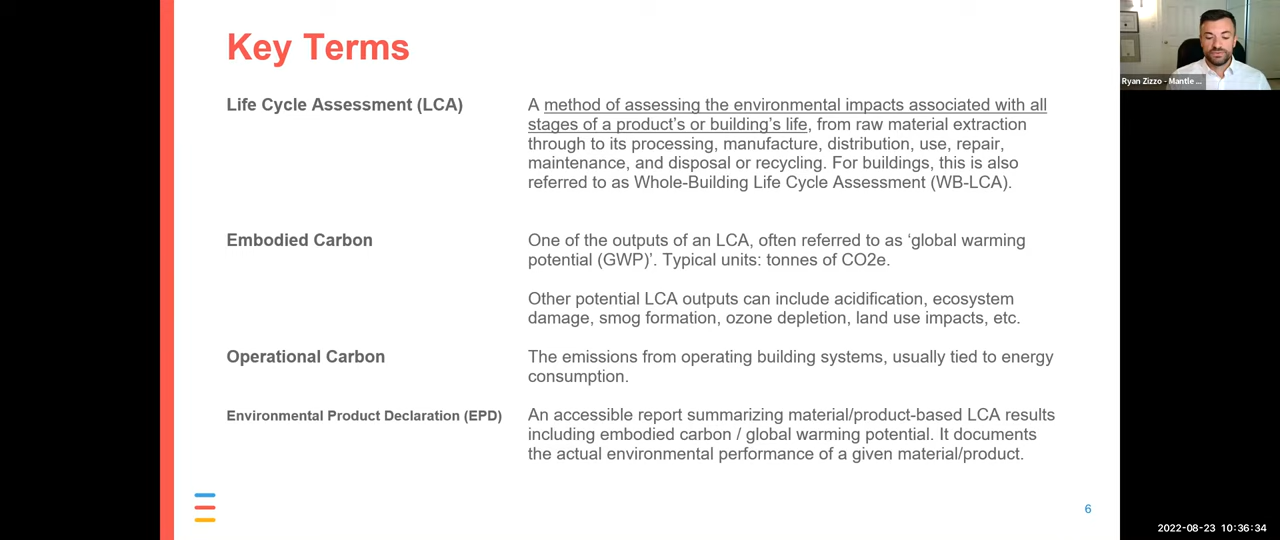 Key Terms
Life Cycle Assessment (LCA)
A method of assessing the environmental impacts associated with all
stages of a product's or building's life, from raw material extraction
through to its processing, manufacture, distribution, use, repair,
maintenance, and disposal or recycling. For buildings, this is also
referred to as Whole-Building Life Cycle Assessment (WB-LCA).
Embodied Carbon
One of the outputs of an LCA, often referred to as ‘global warming
potential (GWP)’. Typical units: tonnes of CO2e.
Other potential LCA outputs can include acidification, ecosystem
damage, smog formation, ozone depletion, land use impacts, etc.
Operational Carbon
The emissions from operating building systems, usually tied to energy
consumption.
Environmental Product Declaration (EPD)
An accessible report summarizing material/product-based LCA results
including embodied carbon / global warming potential. It documents
the actual environmental performance of a given material/product.
6
Ryan Zizzo - Mantle ...
2022-08-23 10:36:34